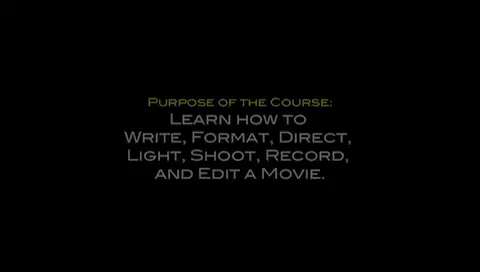 Purpose of the Course:
Learn how to
Write, Format, Direct,
Light, Shoot, Record,
and Edit a Movie.